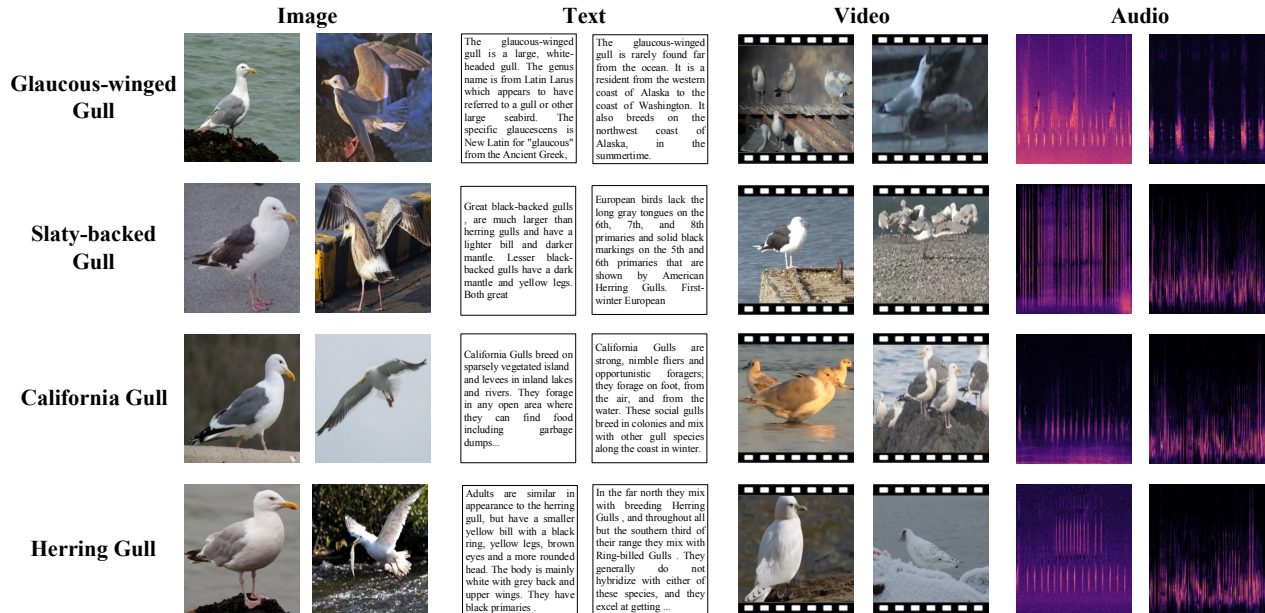 Image Text Video Audio
Glaucous-winged
Gull
The glaucous-winged
gull is a large, white-
headed gull. The genus
name is from Latin Larus
which appears to have
referred to a gull or other
large seabird. The
specific glaucescens is
New Latin for "glaucous"
from the Ancient Greek,
The glaucous-winged
gull is rarely found far
from the ocean. It is a
resident from the western
coast of Alaska to the
coast of Washington. It
also breeds on the
northwest coast of
Alaska, in the
summertime.
Slaty-backed
Gull
Great black-backed gulls
, are much larger than
herring gulls and have a
lighter bill and darker
mantle. Lesser black-
backed gulls have a dark
mantle and yellow legs.
Both great
European birds lack the
long gray tongues on the
6th, 7th, and 8th
primaries and solid black
markings on the 5th and
6th primaries that are
shown by American
Herring Gulls. First-
winter European
California Gull
California Gulls breed on
sparsely vegetated island
and levees in inland lakes
and rivers. They forage
in any open area where
they can find food
including garbage
dumps...
California Gulls are
strong, nimble fliers and
opportunistic foragers;
they forage on foot, from
the air, and from the
water. These social gulls
breed in colonies and mix
with other gull species
along the coast in winter.
Herring Gull
Adults are similar in
appearance to the herring
gull, but have a smaller
yellow bill with a black
ring, yellow legs, brown
eyes and a more rounded
head. The body is mainly
white with grey back and
upper wings. They have
black primaries .
In the far north they mix
with breeding Herring
Gulls , and throughout all
but the southern third of
their range they mix with
Ring-billed Gulls . They
generally do not
hybridize with either of
these species, and they
excel at getting ...